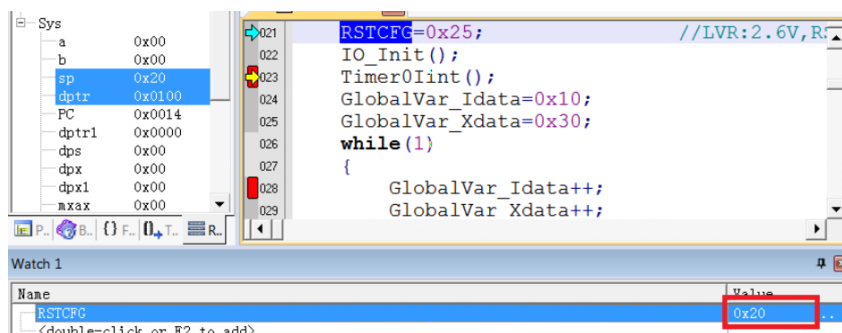 Sys
a 0x00
b 0x00
sp 0x20
dptr 0x0100
PC 0x0014
dptr1 0x0000
dps 0x00
dpx 0x00
dpx1 0x00
mxax 0x00
P.. B.. {} F.. T.. R..
021 RSTCFG=0x25; //LVR:2.6V,RS
022 IO_Init();
023 Timer0Iint();
024 GlobalVar_Idata=0x10;
025 GlobalVar_Xdata=0x30;
026 while(1)
027 {
028 GlobalVar_Idata++;
029 GlobalVar_Xdata++;
Watch 1
Name Value
RSTCFG 0x20 ..
<double-click or F2 to add>